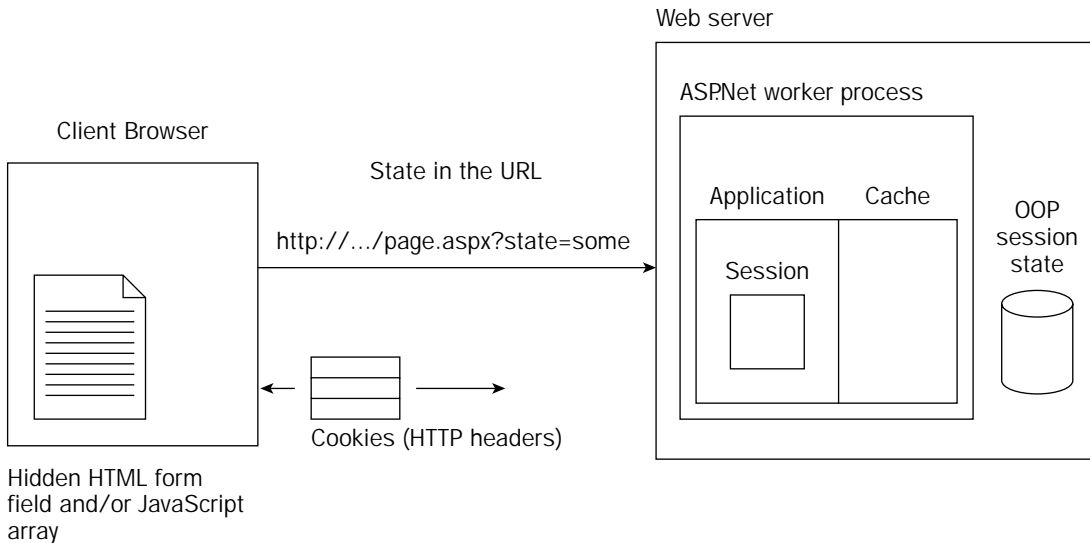 Web server
ASP.Net worker process
Client Browser
State in the URL
Application
Cache
OOP
session
state
http://…/page.aspx?state=some
Session
Cookies (HTTP headers)
Hidden HTML form
field and/or JavaScript
array